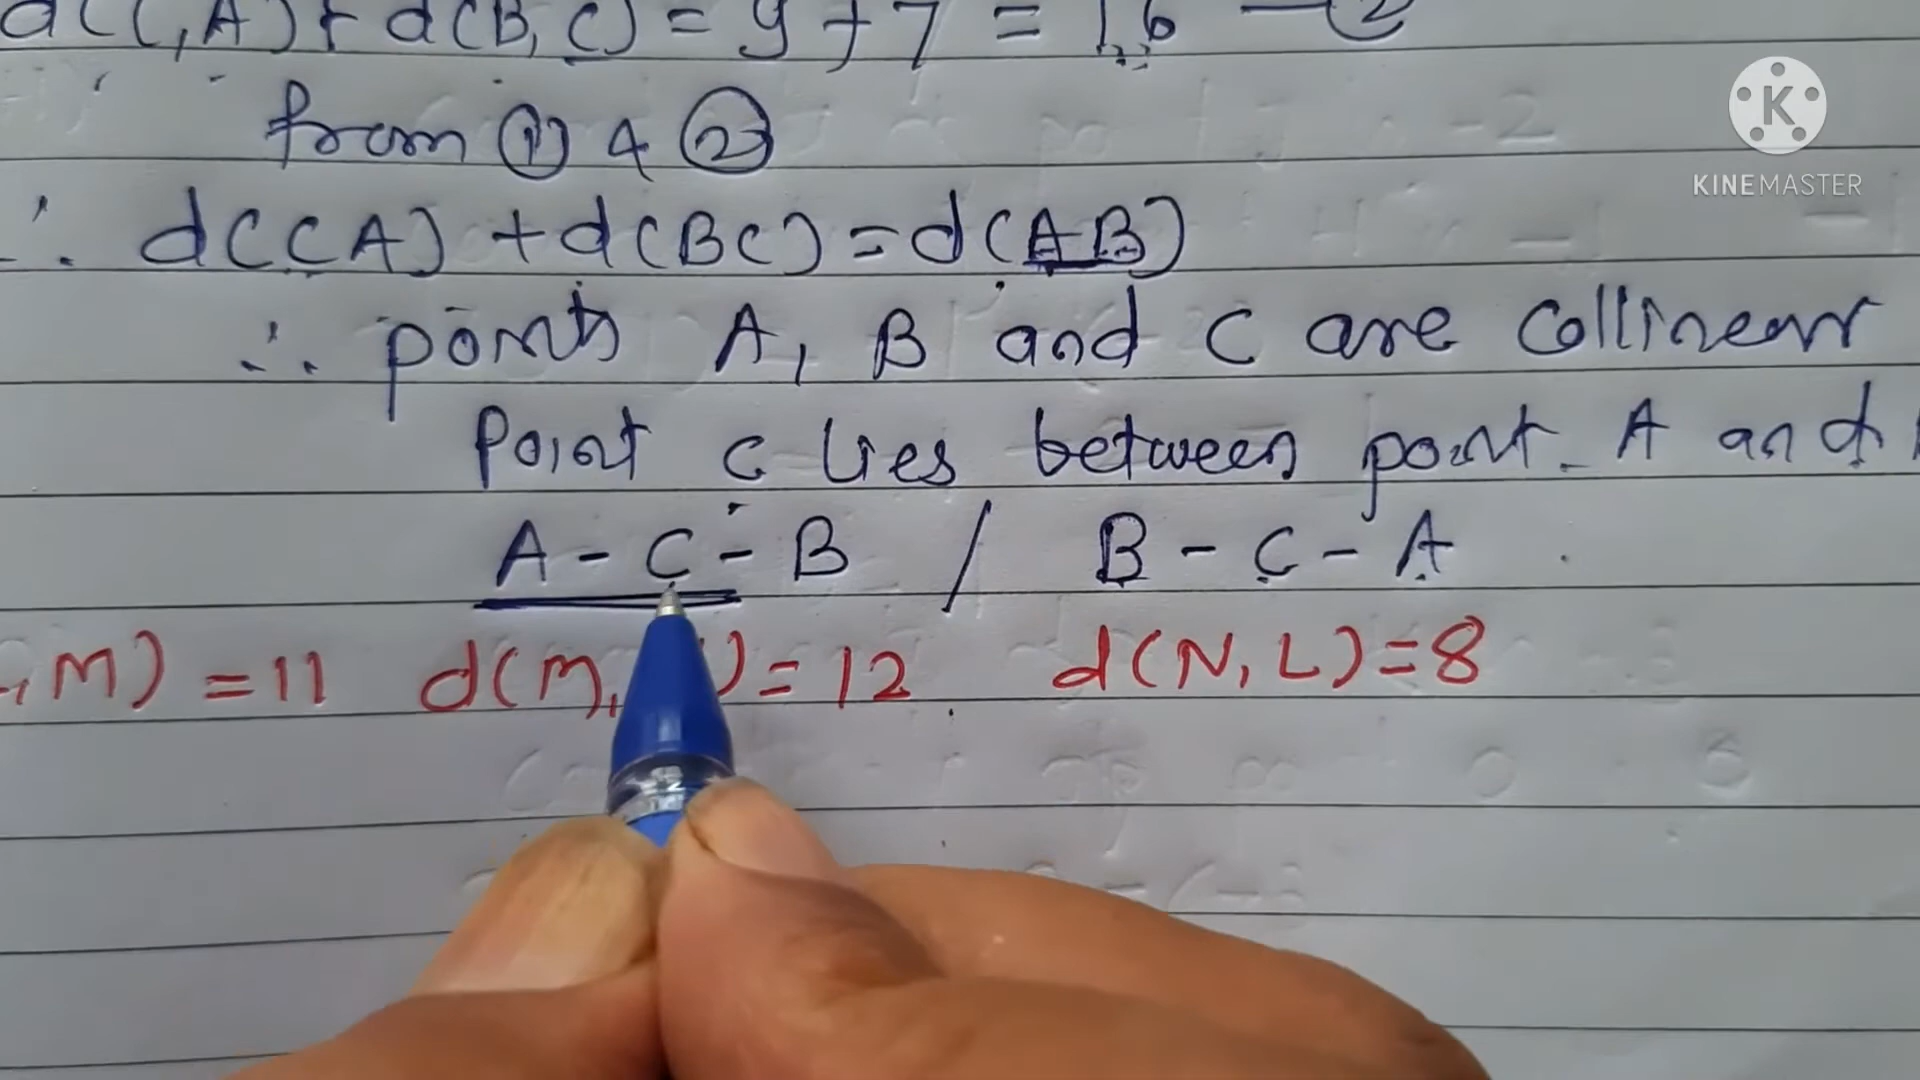 d(C,A)+ d(B,C) = 9 + 7 = 16 — ②
from ① & ②
∴ d(CA) + d(BC) = d(AB)
∴ points A, B and C are collinear
Point C lies between point A and
A - C - B / B - C - A
,M) = 11 d(M, ) = 12 d(N,L)=8
KINEMASTER